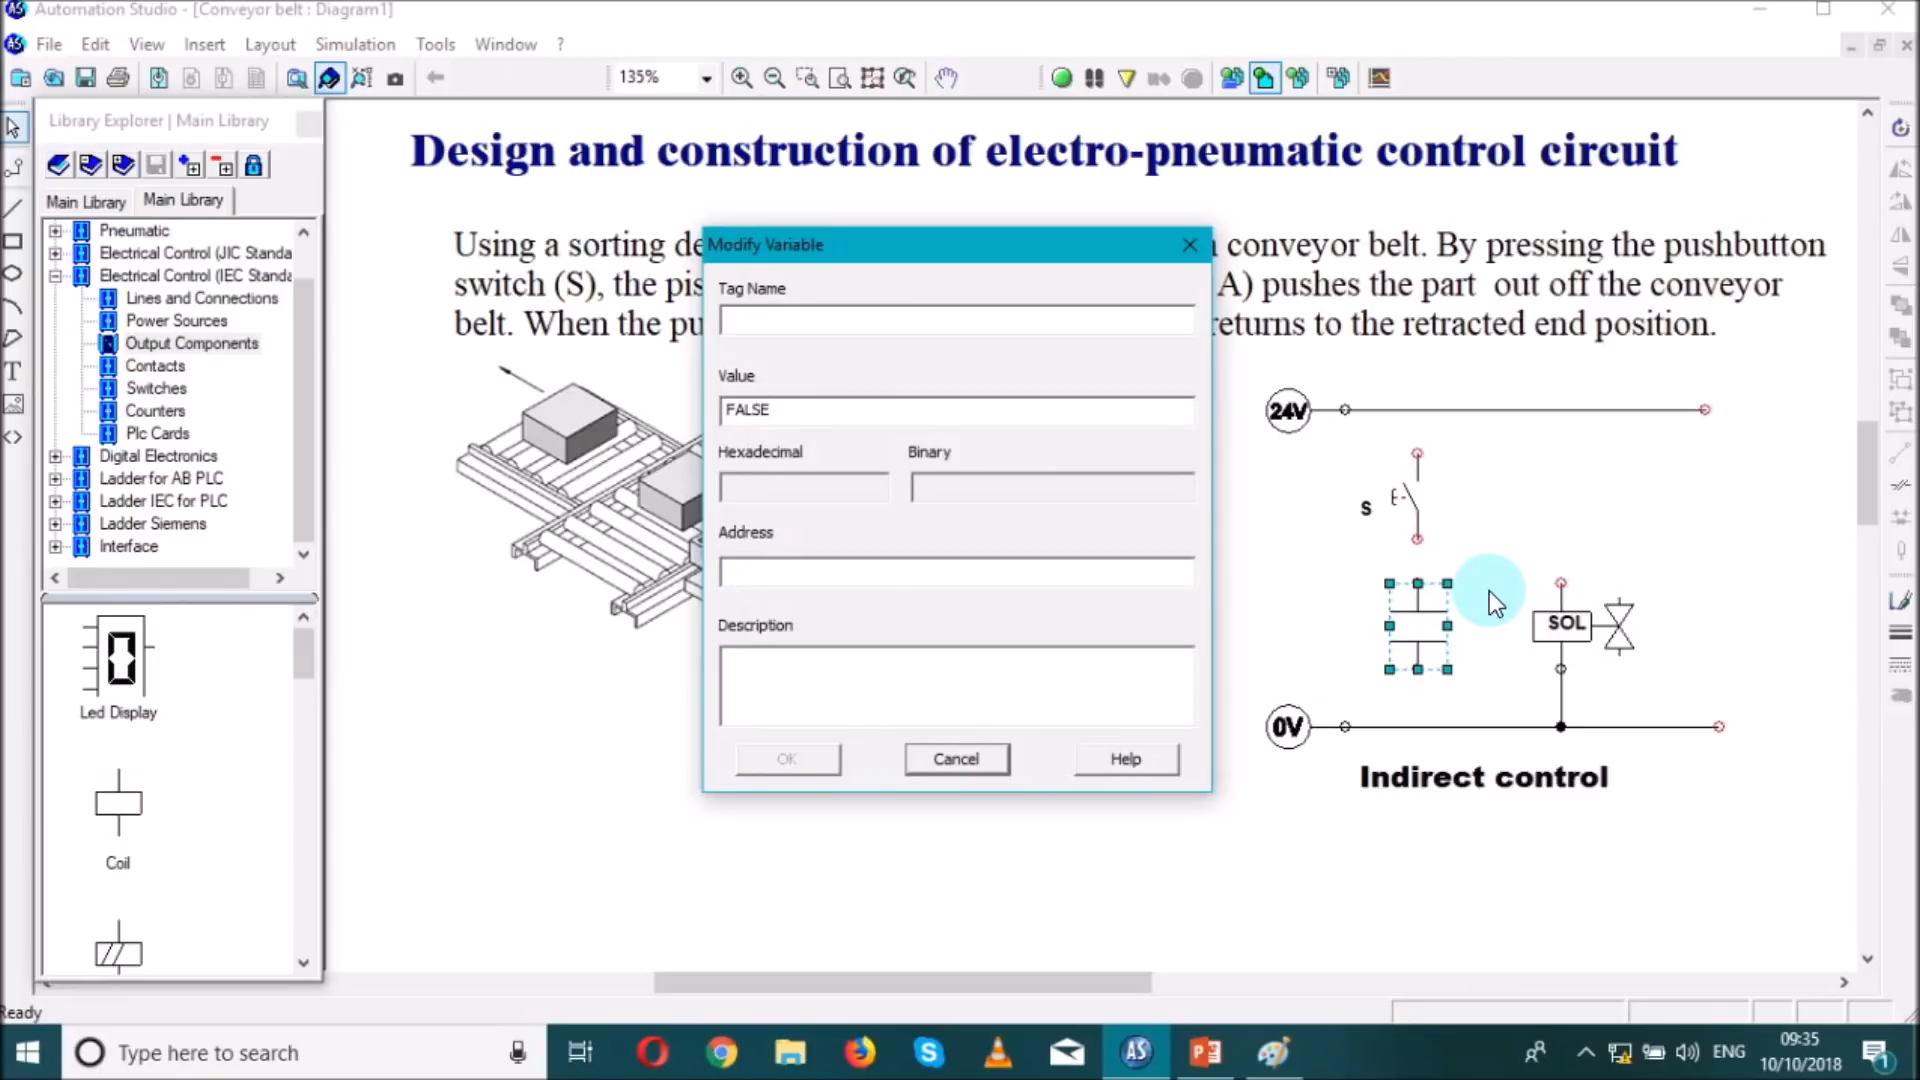 Automation Studio - [Conveyor belt : Diagram1]
File Edit View Insert Layout Simulation Tools Window ?
135%
Library Explorer | Main Library
Main Library Main Library
Pneumatic
Electrical Control (JIC Standa
Electrical Control (IEC Standa
Lines and Connections
Power Sources
Output Components
Contacts
Switches
Counters
Plc Cards
Digital Electronics
Ladder for AB PLC
Ladder IEC for PLC
Ladder Siemens
Interface
Led Display
Coil
Design and construction of electro-pneumatic control circuit
Using a sorting de conveyor belt. By pressing the pushbutton
switch (S), the pis A) pushes the part out off the conveyor
belt. When the pu returns to the retracted end position.
Modify Variable
Tag Name
Value
FALSE
Hexadecimal Binary
Address
Description
OK Cancel Help
24V
S
SOL
0V
Indirect control
Ready
Type here to search
AS
ENG
09:35
10/10/2018
1